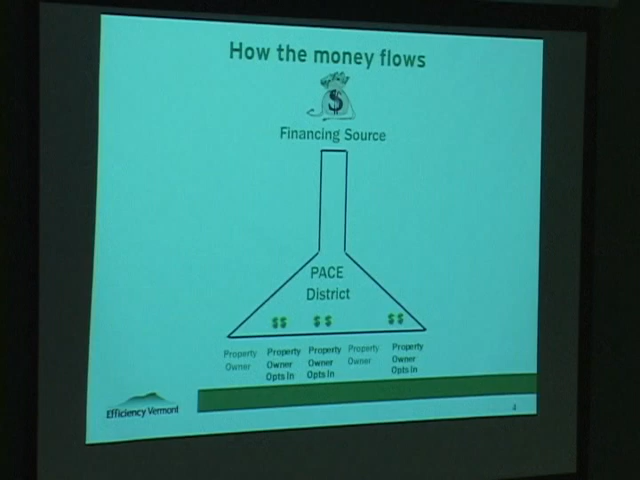 How the money flows
$
Financing Source
PACE
District
$$ $$ $$
Property Owner
Property Owner Opts In
Property Owner Opts In
Property Owner
Property Owner Opts In
Efficiency Vermont
4